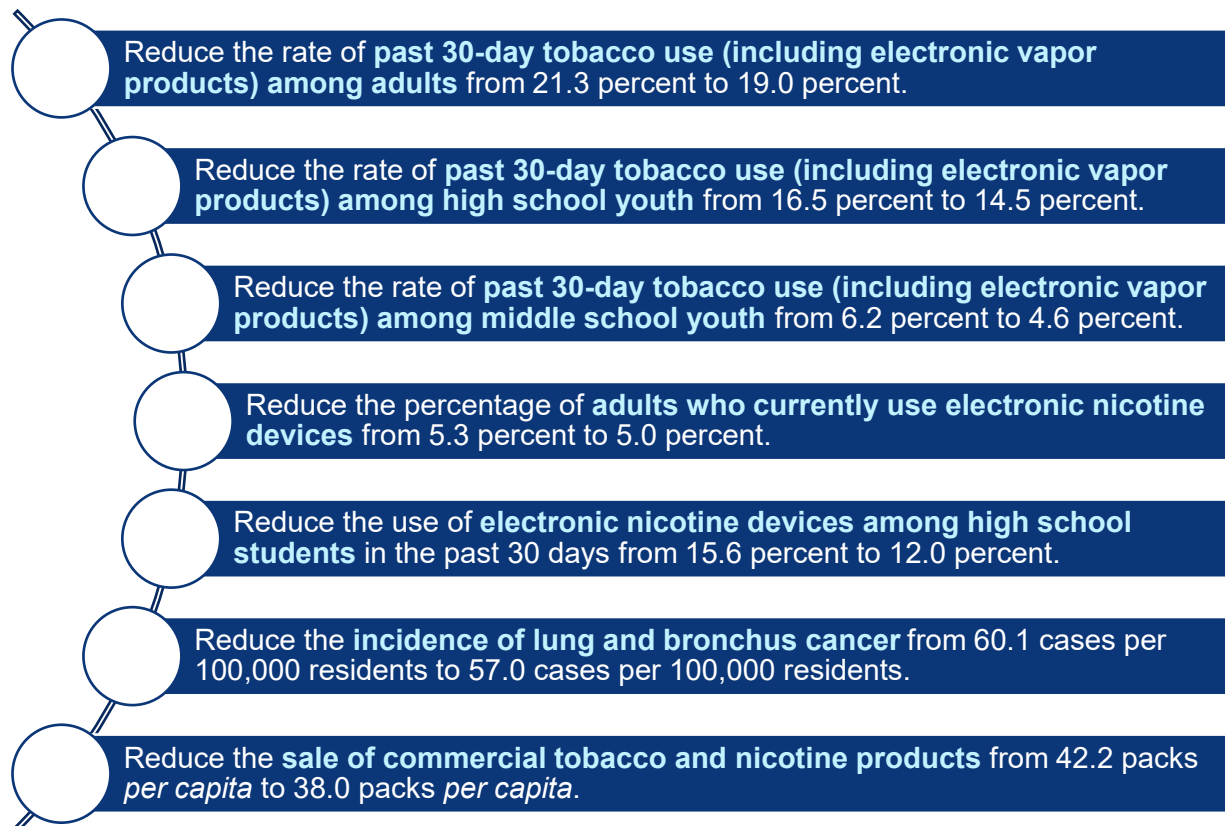 Reduce the rate of past 30-day tobacco use (including electronic vapor
products) among adults from 21.3 percent to 19.0 percent.
Reduce the rate of past 30-day tobacco use (including electronic vapor
products) among high school youth from 16.5 percent to 14.5 percent.
Reduce the rate of past 30-day tobacco use (including electronic vapor
products) among middle school youth from 6.2 percent to 4.6 percent.
Reduce the percentage of adults who currently use electronic nicotine
devices from 5.3 percent to 5.0 percent.
Reduce the use of electronic nicotine devices among high school
students in the past 30 days from 15.6 percent to 12.0 percent.
Reduce the incidence of lung and bronchus cancer from 60.1 cases per
100,000 residents to 57.0 cases per 100,000 residents.
Reduce the sale of commercial tobacco and nicotine products from 42.2 packs
per capita to 38.0 packs per capita.